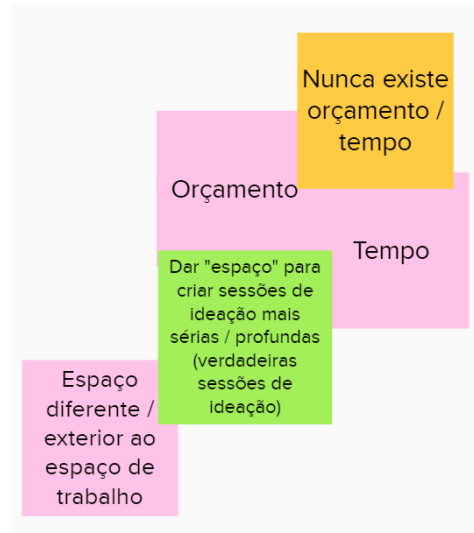 Nunca existe
orçamento /
tempo
Orçamento
Tempo
Dar "espaço" para
criar sessões de
ideação mais
sérias / profundas
(verdadeiras
sessões de
ideação)
Espaço
diferente /
exterior ao
espaço de
trabalho